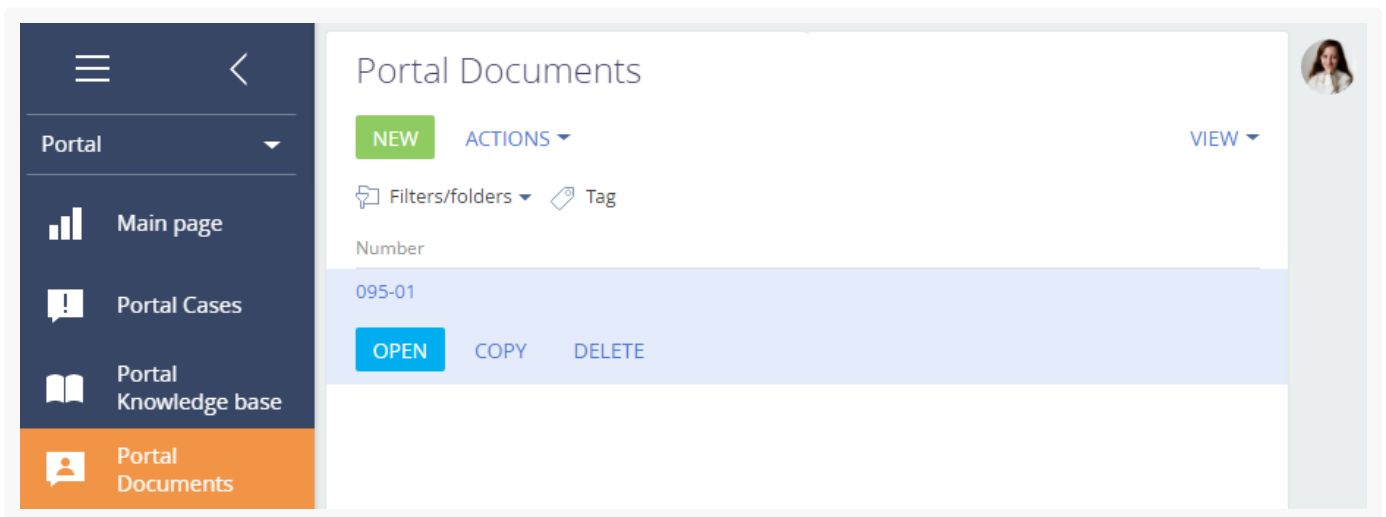 Portal
Main page
Portal Cases
Portal
Knowledge base
Portal
Documents
Portal Documents
NEW ACTIONS VIEW
Filters/folders Tag
Number
095-01
OPEN COPY DELETE